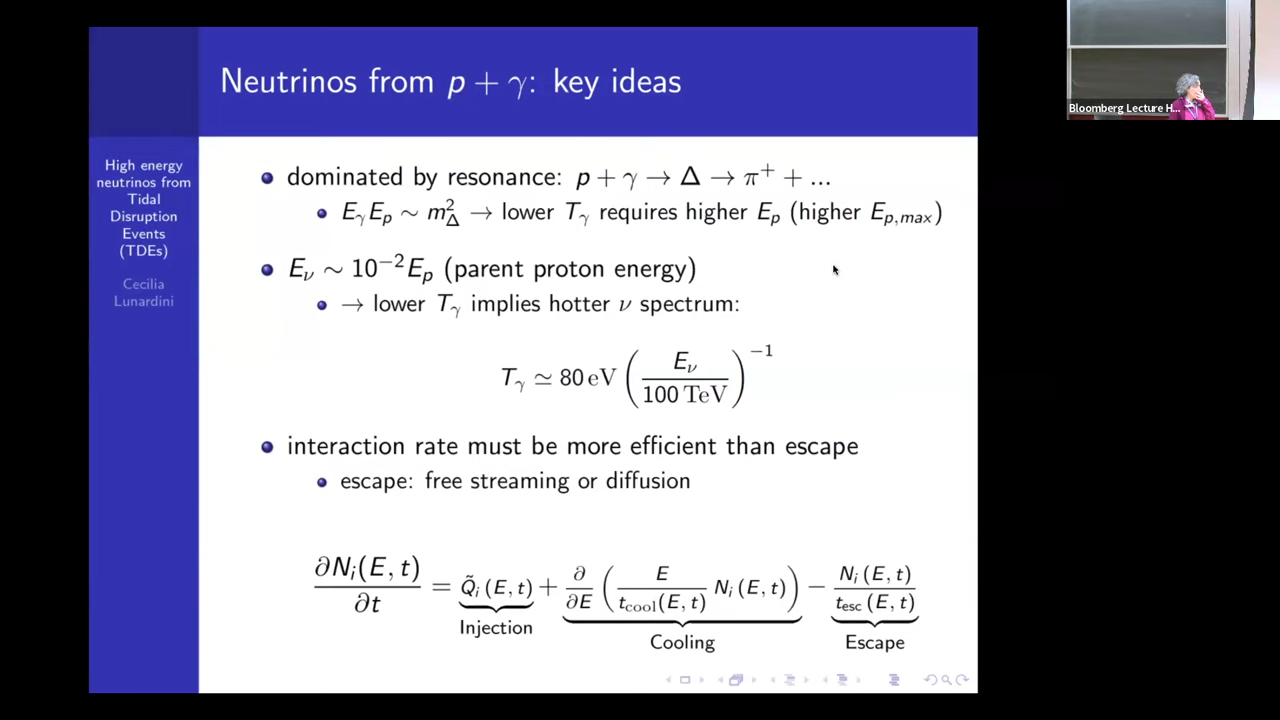 Neutrinos from p + γ: key ideas
High energy
neutrinos from
Tidal
Disruption
Events
(TDEs)
Cecilia
Lunardini
dominated by resonance: p + γ → Δ → π⁺ + ...
E_γ E_p ∼ m_Δ² → lower T_γ requires higher E_p (higher E_{p,max})
E_ν ∼ 10⁻² E_p (parent proton energy)
→ lower T_γ implies hotter ν spectrum:
T_γ ≃ 80 eV (E_ν / 100 TeV)⁻¹
interaction rate must be more efficient than escape
escape: free streaming or diffusion
∂N_i(E, t) / ∂t = Q̃_i(E, t) + ∂/∂E (E / t_cool(E, t) N_i(E, t)) − N_i(E, t) / t_esc(E, t)
Injection
Cooling
Escape
Bloomberg Lecture H...